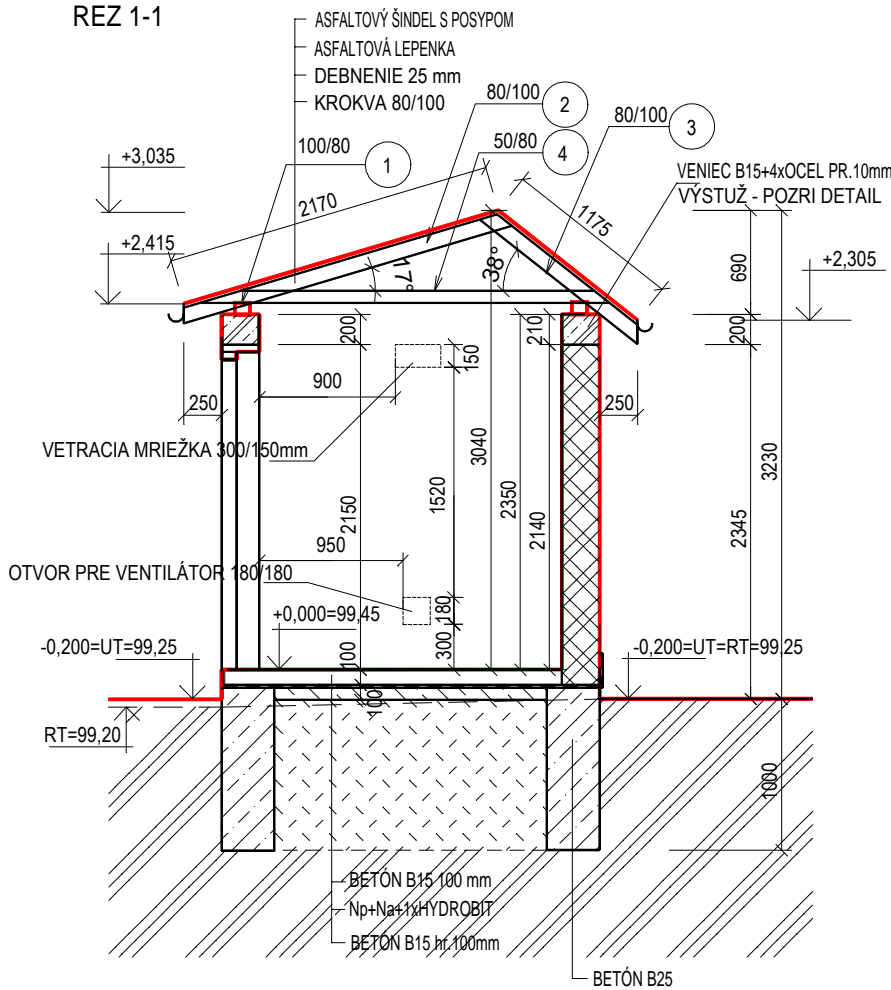 REZ 1-1
ASFALTOVÝ ŠINDEL S POSYPOM
ASFALTOVÁ LEPENKA
DEBNENIE 25 mm
KROKVA 80/100
80/100
2
80/100
3
100/80
1
50/80
4
+3,035
VENIEC B15+4xOCEL PR.10mm
VÝSTUŽ - POZRI DETAIL
2170
1175
+2,415
+2,305
17°
38°
690
200
210
200
150
250
900
250
VETRACIA MRIEŽKA 300/150mm
3040
3230
2150
1520
2350
2140
2345
950
OTVOR PRE VENTILÁTOR 180/180
180
+0,000=99,45
300
100
-0,200=UT=99,25
-0,200=UT=RT=99,25
100
RT=99,20
1000
BETÓN B15 100 mm
Np+Na+1xHYDROBIT
BETÓN B15 hr.100mm
BETÓN B25